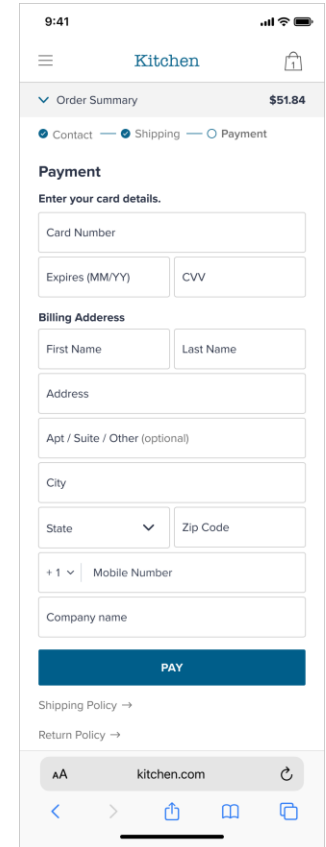 9:41
Kitchen
1
Order Summary $51.84
Contact Shipping Payment
Payment
Enter your card details.
Card Number
Expires (MM/YY) CVV
Billing Adderess
First Name Last Name
Address
Apt / Suite / Other (optional)
City
State Zip Code
+ 1 Mobile Number
Company name
PAY
Shipping Policy →
Return Policy →
AA kitchen.com